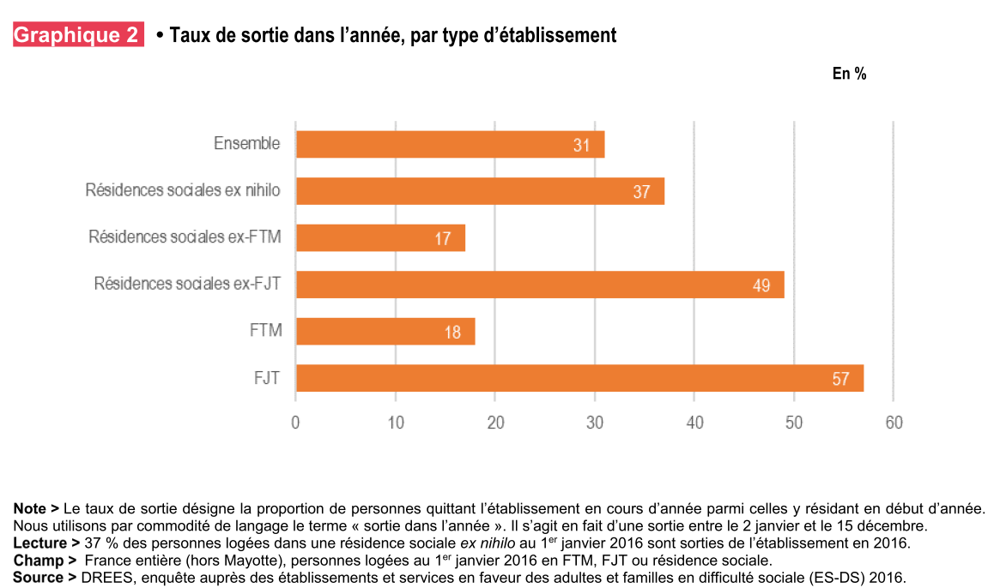 Graphique 2 • Taux de sortie dans l’année, par type d’établissement
En %
Ensemble 31
Résidences sociales ex nihilo 37
Résidences sociales ex-FTM 17
Résidences sociales ex-FJT 49
FTM 18
FJT 57
0 10 20 30 40 50 60
Note > Le taux de sortie désigne la proportion de personnes quittant l’établissement en cours d’année parmi celles y résidant en début d’année.
Nous utilisons par commodité de langage le terme « sortie dans l’année ». Il s’agit en fait d’une sortie entre le 2 janvier et le 15 décembre.
Lecture > 37 % des personnes logées dans une résidence sociale ex nihilo au 1er janvier 2016 sont sorties de l’établissement en 2016.
Champ > France entière (hors Mayotte), personnes logées au 1er janvier 2016 en FTM, FJT ou résidence sociale.
Source > DREES, enquête auprès des établissements et services en faveur des adultes et familles en difficulté sociale (ES-DS) 2016.